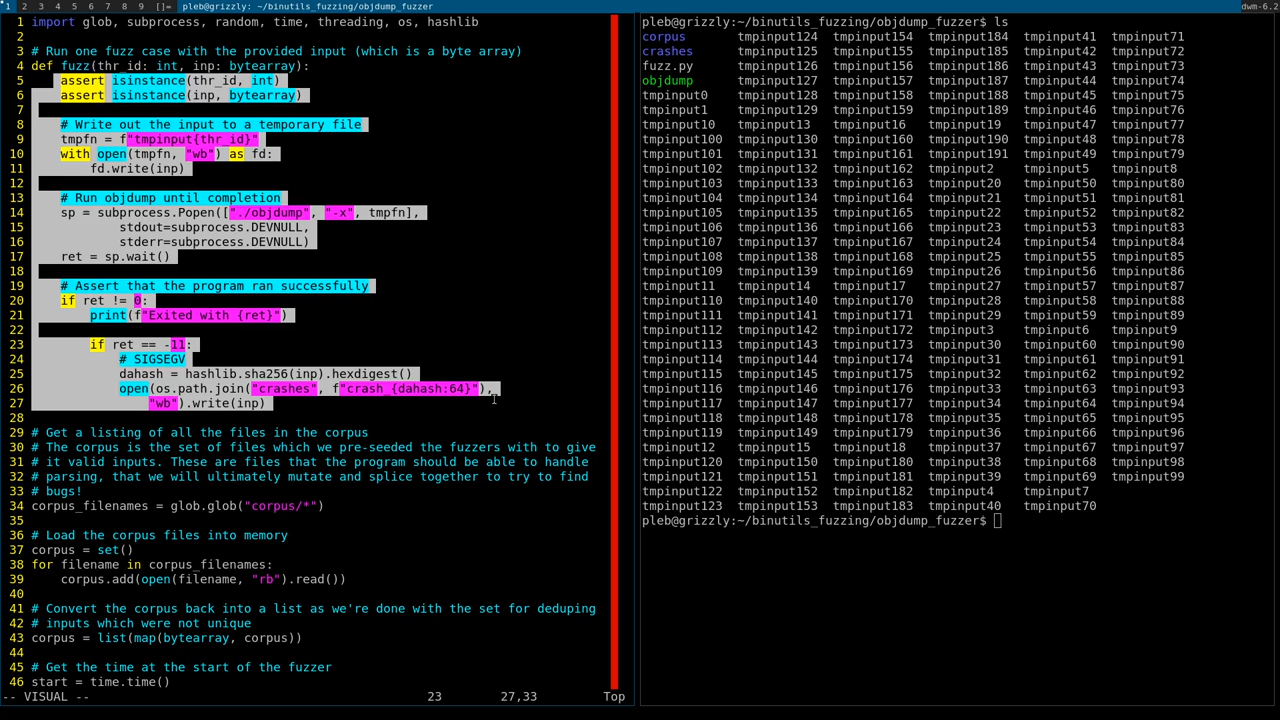 1 2 3 4 5 6 7 8 9 []= pleb@grizzly: ~/binutils_fuzzing/objdump_fuzzer dwm-6.2
1 import glob, subprocess, random, time, threading, os, hashlib
2
3 # Run one fuzz case with the provided input (which is a byte array)
4 def fuzz(thr_id: int, inp: bytearray):
5     assert isinstance(thr_id, int)
6     assert isinstance(inp, bytearray)
7
8     # Write out the input to a temporary file
9     tmpfn = f"tmpinput{thr_id}"
10     with open(tmpfn, "wb") as fd:
11         fd.write(inp)
12
13     # Run objdump until completion
14     sp = subprocess.Popen(["./objdump", "-x", tmpfn],
15             stdout=subprocess.DEVNULL,
16             stderr=subprocess.DEVNULL)
17     ret = sp.wait()
18
19     # Assert that the program ran successfully
20     if ret != 0:
21         print(f"Exited with {ret}")
22
23         if ret == -11:
24             # SIGSEGV
25             dahash = hashlib.sha256(inp).hexdigest()
26             open(os.path.join("crashes", f"crash_{dahash:64}"),
27                 "wb").write(inp)
28
29 # Get a listing of all the files in the corpus
30 # The corpus is the set of files which we pre-seeded the fuzzers with to give
31 # it valid inputs. These are files that the program should be able to handle
32 # parsing, that we will ultimately mutate and splice together to try to find
33 # bugs!
34 corpus_filenames = glob.glob("corpus/*")
35
36 # Load the corpus files into memory
37 corpus = set()
38 for filename in corpus_filenames:
39     corpus.add(open(filename, "rb").read())
40
41 # Convert the corpus back into a list as we're done with the set for deduping
42 # inputs which were not unique
43 corpus = list(map(bytearray, corpus))
44
45 # Get the time at the start of the fuzzer
46 start = time.time()
-- VISUAL -- 23 27,33 Top
pleb@grizzly:~/binutils_fuzzing/objdump_fuzzer$ ls
corpus tmpinput124 tmpinput154 tmpinput184 tmpinput41 tmpinput71
crashes tmpinput125 tmpinput155 tmpinput185 tmpinput42 tmpinput72
fuzz.py tmpinput126 tmpinput156 tmpinput186 tmpinput43 tmpinput73
objdump tmpinput127 tmpinput157 tmpinput187 tmpinput44 tmpinput74
tmpinput0 tmpinput128 tmpinput158 tmpinput188 tmpinput45 tmpinput75
tmpinput1 tmpinput129 tmpinput159 tmpinput189 tmpinput46 tmpinput76
tmpinput10 tmpinput13 tmpinput16 tmpinput19 tmpinput47 tmpinput77
tmpinput100 tmpinput130 tmpinput160 tmpinput190 tmpinput48 tmpinput78
tmpinput101 tmpinput131 tmpinput161 tmpinput191 tmpinput49 tmpinput79
tmpinput102 tmpinput132 tmpinput162 tmpinput2 tmpinput5 tmpinput8
tmpinput103 tmpinput133 tmpinput163 tmpinput20 tmpinput50 tmpinput80
tmpinput104 tmpinput134 tmpinput164 tmpinput21 tmpinput51 tmpinput81
tmpinput105 tmpinput135 tmpinput165 tmpinput22 tmpinput52 tmpinput82
tmpinput106 tmpinput136 tmpinput166 tmpinput23 tmpinput53 tmpinput83
tmpinput107 tmpinput137 tmpinput167 tmpinput24 tmpinput54 tmpinput84
tmpinput108 tmpinput138 tmpinput168 tmpinput25 tmpinput55 tmpinput85
tmpinput109 tmpinput139 tmpinput169 tmpinput26 tmpinput56 tmpinput86
tmpinput11 tmpinput14 tmpinput17 tmpinput27 tmpinput57 tmpinput87
tmpinput110 tmpinput140 tmpinput170 tmpinput28 tmpinput58 tmpinput88
tmpinput111 tmpinput141 tmpinput171 tmpinput29 tmpinput59 tmpinput89
tmpinput112 tmpinput142 tmpinput172 tmpinput3 tmpinput6 tmpinput9
tmpinput113 tmpinput143 tmpinput173 tmpinput30 tmpinput60 tmpinput90
tmpinput114 tmpinput144 tmpinput174 tmpinput31 tmpinput61 tmpinput91
tmpinput115 tmpinput145 tmpinput175 tmpinput32 tmpinput62 tmpinput92
tmpinput116 tmpinput146 tmpinput176 tmpinput33 tmpinput63 tmpinput93
tmpinput117 tmpinput147 tmpinput177 tmpinput34 tmpinput64 tmpinput94
tmpinput118 tmpinput148 tmpinput178 tmpinput35 tmpinput65 tmpinput95
tmpinput119 tmpinput149 tmpinput179 tmpinput36 tmpinput66 tmpinput96
tmpinput12 tmpinput15 tmpinput18 tmpinput37 tmpinput67 tmpinput97
tmpinput120 tmpinput150 tmpinput180 tmpinput38 tmpinput68 tmpinput98
tmpinput121 tmpinput151 tmpinput181 tmpinput39 tmpinput69 tmpinput99
tmpinput122 tmpinput152 tmpinput182 tmpinput4 tmpinput7
tmpinput123 tmpinput153 tmpinput183 tmpinput40 tmpinput70
pleb@grizzly:~/binutils_fuzzing/objdump_fuzzer$